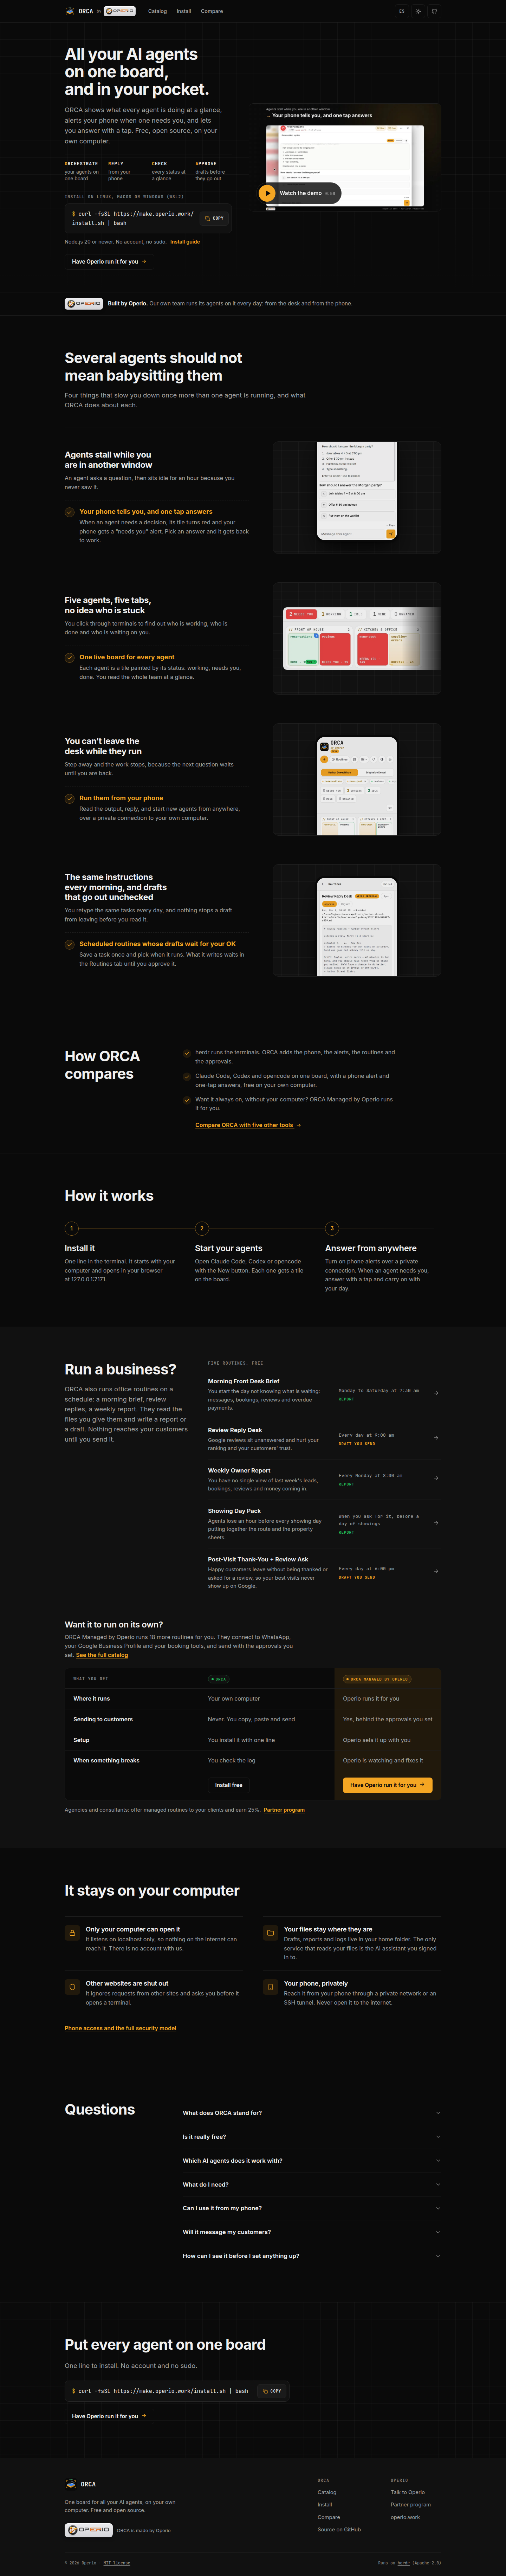 ORCA by OPERIO
Catalog
Install
Compare
ES
All your AI agents
on one board,
and in your pocket.
ORCA shows what every agent is doing at a glance,
alerts your phone when one needs you, and lets
you answer with a tap. Free, open source, on your
own computer.
ORCHESTRATE
your agents on
one board
REPLY
from your
phone
CHECK
every status at
a glance
APPROVE
drafts before
they go out
INSTALL ON LINUX, MACOS OR WINDOWS (WSL2)
$ curl -fsSL https://make.operio.work/
install.sh | bash
COPY
Node.js 20 or newer. No account, no sudo. Install guide
Have Operio run it for you →
Agents stall while you are in another window
→ Your phone tells you, and one tap answers
Watch the demo 0:58
OPERIO
Built by Operio. Our own team runs its agents on it every day: from the desk and from the phone.
Several agents should not
mean babysitting them
Four things that slow you down once more than one agent is running, and what
ORCA does about each.
Agents stall while you
are in another window
An agent asks a question, then sits idle for an hour because you
never saw it.
Your phone tells you, and one tap answers
When an agent needs a decision, its tile turns red and your
phone gets a "needs you" alert. Pick an answer and it gets back
to work.
How should I answer the Morgan party?
Message this agent...
Five agents, five tabs,
no idea who is stuck
You click through terminals to find out who is working, who is
done and who is waiting on you.
One live board for every agent
Each agent is a tile painted by its status: working, needs you,
done. You read the whole team at a glance.
NEEDS YOU
WORKING
IDLE
You can't leave the
desk while they run
Step away and the work stops, because the next question waits
until you are back.
Run them from your phone
Read the output, reply, and start new agents from anywhere,
over a private connection to your own computer.
ORCA
The same instructions
every morning, and drafts
that go out unchecked
You retype the same tasks every day, and nothing stops a draft
from leaving before you read it.
Scheduled routines whose drafts wait for your OK
Save a task once and pick when it runs. What it writes waits in
the Routines tab until you approve it.
Review Reply Desk
How ORCA
compares
herdr runs the terminals. ORCA adds the phone, the alerts, the routines and
the approvals.
Claude Code, Codex and opencode on one board, with a phone alert and
one-tap answers, free on your own computer.
Want it always on, without your computer? ORCA Managed by Operio runs
it for you.
Compare ORCA with five other tools →
How it works
1
Install it
One line in the terminal. It starts with your
computer and opens in your browser
at 127.0.0.1:7171.
2
Start your agents
Open Claude Code, Codex or opencode
with the New button. Each one gets a tile
on the board.
3
Answer from anywhere
Turn on phone alerts over a private
connection. When an agent needs you,
answer with a tap and carry on with
your day.
Run a business?
ORCA also runs office routines on a
schedule: a morning brief, review
replies, a weekly report. They read the
files you give them and write a report or
a draft. Nothing reaches your customers
until you send it.
FIVE ROUTINES, FREE
Morning Front Desk Brief
You start the day not knowing what is waiting:
messages, bookings, reviews and overdue
payments.
Monday to Saturday at 7:30 am
REPORT
→
Review Reply Desk
Google reviews sit unanswered and hurt your
ranking and your customers' trust.
Every day at 9:00 am
DRAFT YOU SEND
→
Weekly Owner Report
You have no single view of last week's leads,
bookings, reviews and money coming in.
Every Monday at 8:00 am
REPORT
→
Showing Day Pack
Agents lose an hour before every showing day
putting together the route and the property
sheets.
When you ask for it, before a
day of showings
REPORT
→
Post-Visit Thank-You + Review Ask
Happy customers leave without being thanked or
asked for a review, so your best visits never
show up on Google.
Every day at 6:00 pm
DRAFT YOU SEND
→
Want it to run on its own?
ORCA Managed by Operio runs 18 more routines for you. They connect to WhatsApp,
your Google Business Profile and your booking tools, and send with the approvals you
set. See the full catalog
WHAT YOU GET
ORCA
ORCA MANAGED BY OPERIO
Where it runs
Your own computer
Operio runs it for you
Sending to customers
Never. You copy, paste and send
Yes, behind the approvals you set
Setup
You install it with one line
Operio sets it up with you
When something breaks
You check the log
Operio is watching and fixes it
Install free
Have Operio run it for you →
Agencies and consultants: offer managed routines to your clients and earn 25%. Partner program
It stays on your computer
Only your computer can open it
It listens on localhost only, so nothing on the internet can
reach it. There is no account with us.
Your files stay where they are
Drafts, reports and logs live in your home folder. The only
service that reads your files is the AI assistant you signed
in to.
Other websites are shut out
It ignores requests from other sites and asks you before it
opens a terminal.
Your phone, privately
Reach it from your phone through a private network or an
SSH tunnel. Never open it to the internet.
Phone access and the full security model
Questions
What does ORCA stand for?
Is it really free?
Which AI agents does it work with?
What do I need?
Can I use it from my phone?
Will it message my customers?
How can I see it before I set anything up?
Put every agent on one board
One line to install. No account and no sudo.
$ curl -fsSL https://make.operio.work/install.sh | bash
COPY
Have Operio run it for you →
ORCA
One board for all your AI agents, on your own
computer. Free and open source.
OPERIO
ORCA is made by Operio
ORCA
Catalog
Install
Compare
Source on GitHub
OPERIO
Talk to Operio
Partner program
operio.work
© 2026 Operio · MIT license
Runs on herdr (Apache-2.0)